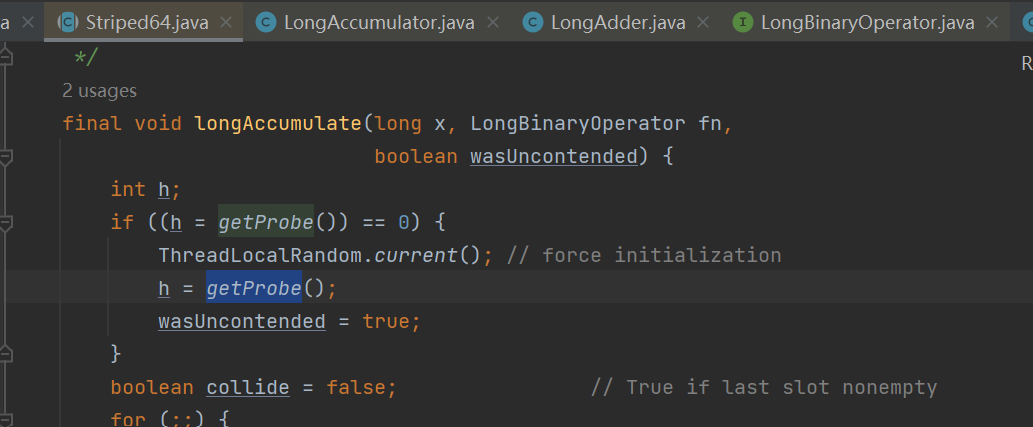 a Striped64.java LongAccumulator.java LongAdder.java LongBinaryOperator.java
*/
2 usages
final void longAccumulate(long x, LongBinaryOperator fn,
boolean wasUncontended) {
int h;
if ((h = getProbe()) == 0) {
ThreadLocalRandom.current(); // force initialization
h = getProbe();
wasUncontended = true;
}
boolean collide = false; // True if last slot nonempty
for (;;) {